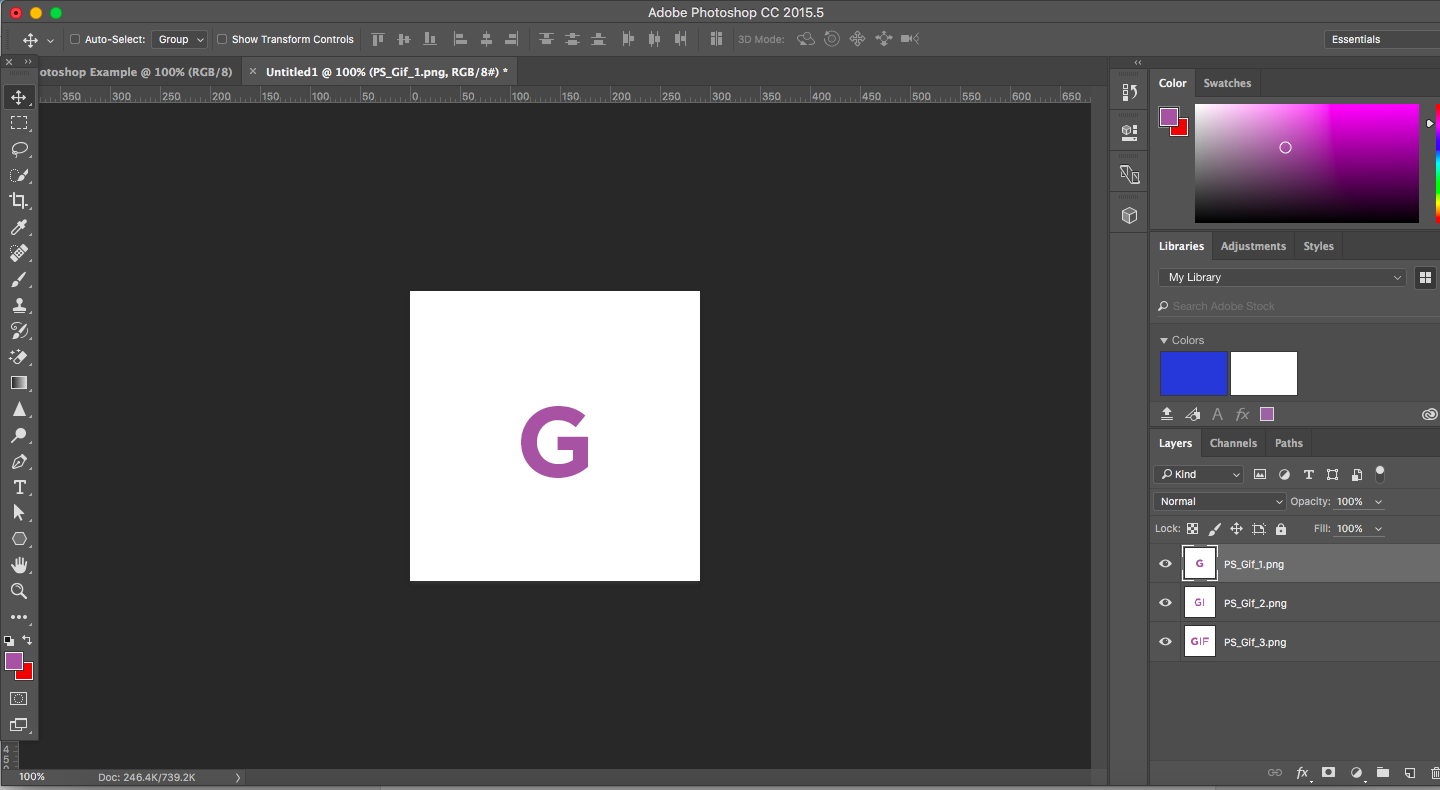 Adobe Photoshop CC 2015.5
Auto-Select: Group Show Transform Controls 3D Mode: Essentials
otoshop Example @ 100% (RGB/8) × Untitled1 @ 100% (PS_Gif_1.png, RGB/8#) *
350 300 250 200 150 100 50 0 50 100 150 200 250 300 350 400 450 500 550 600 650
Color Swatches
Libraries Adjustments Styles
My Library
Search Adobe Stock
Colors
A fx
G
Layers Channels Paths
Kind T
Normal Opacity: 100%
Lock: Fill: 100%
G PS_Gif_1.png
GI PS_Gif_2.png
GIF PS_Gif_3.png
T
4
5
100% Doc: 246.4K/739.2K
fx